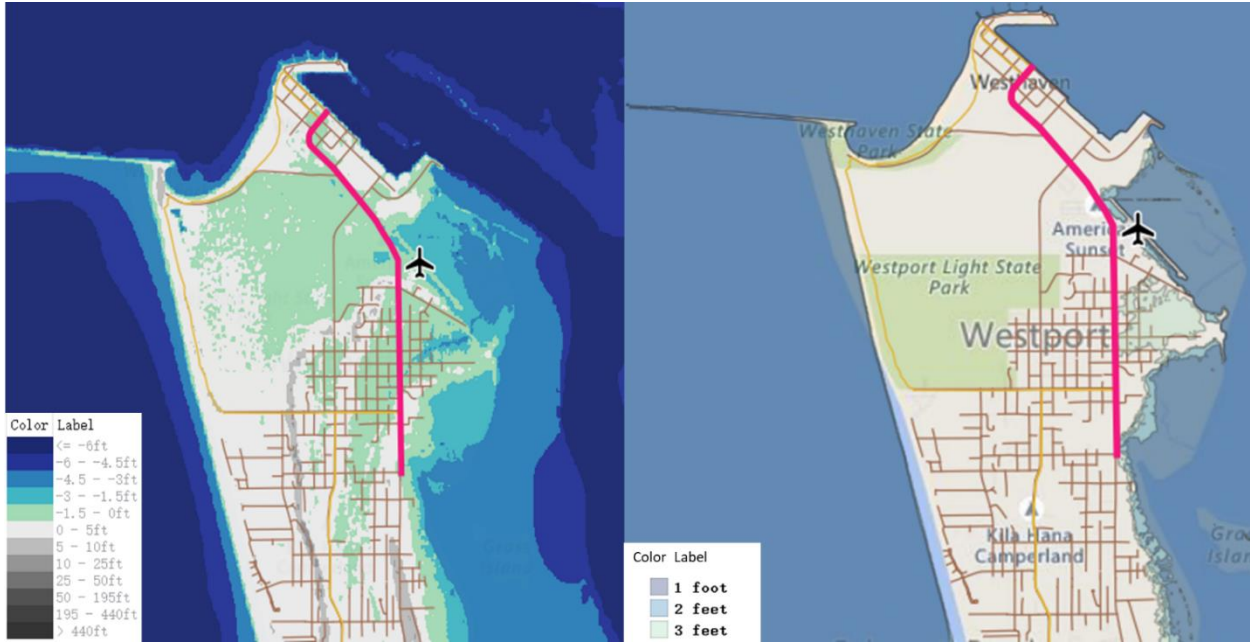 Color Label
<= -6ft
-6 - -4.5ft
-4.5 - -3ft
-3 - -1.5ft
-1.5 - 0ft
0 - 5ft
5 - 10ft
10 - 25ft
25 - 50ft
50 - 195ft
195 - 440ft
> 440ft
Westhaven
Westhaven State
Park
Americ
Sunset
Westport Light State
Park
Westport
Kila Hana
Camperland
Color Label
1 foot
2 feet
3 feet